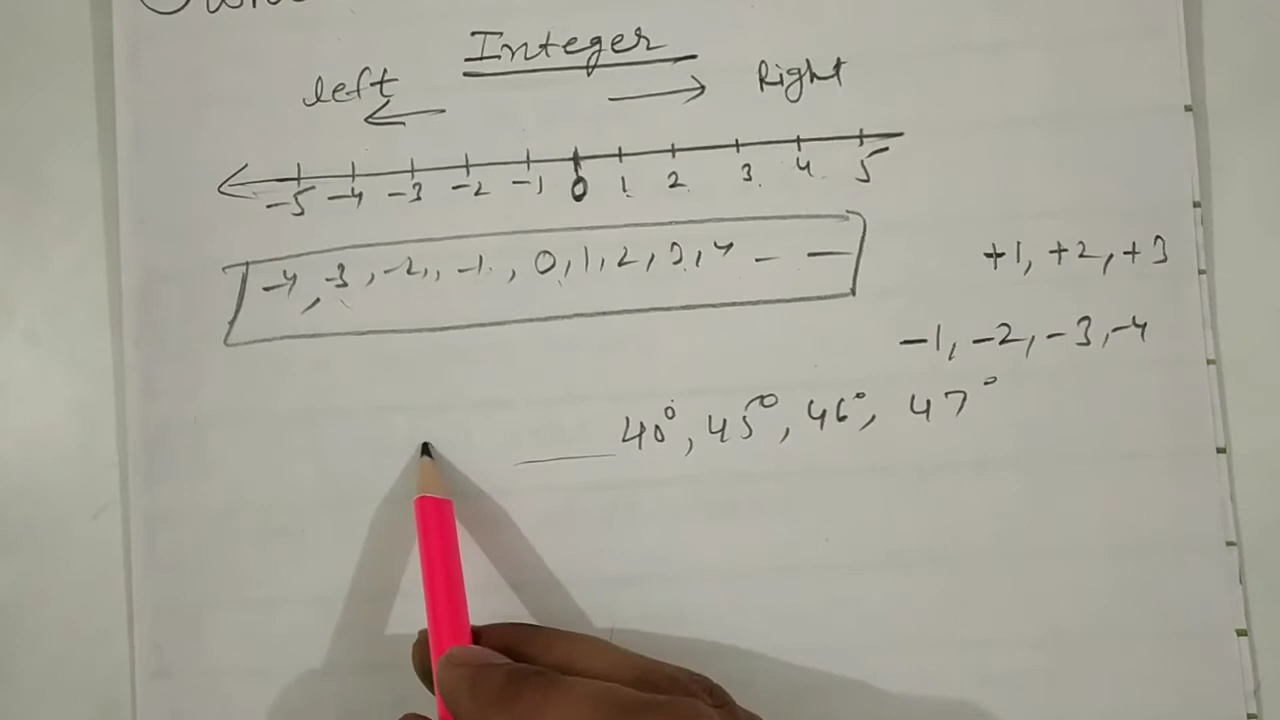 Integer
left ← → Right
-5 -4 -3 -2 -1 0 1 2 3 4 5
-4, -3, -2, -1, 0, 1, 2, 3, 4 - —
+1, +2, +3
-1, -2, -3, -4
40°, 45°, 46°, 47°